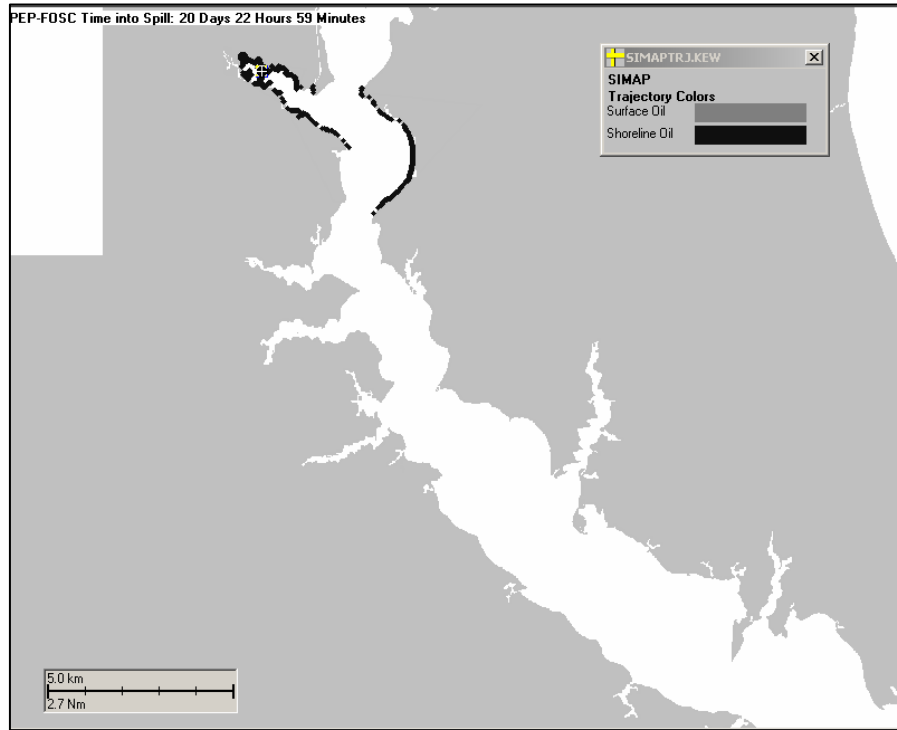 PEP-FOSC Time into Spill: 20 Days 22 Hours 59 Minutes
SIMAPTRJ.KEW
SIMAP
Trajectory Colors
Surface Oil
Shoreline Oil
5.0 km
2.7 Nm